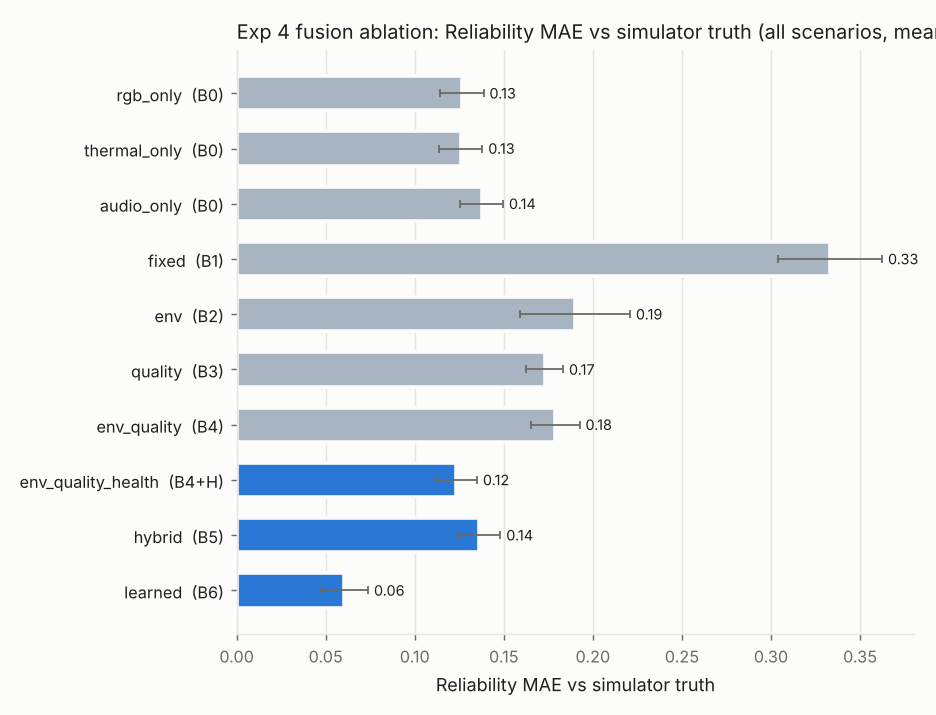 Exp 4 fusion ablation: Reliability MAE vs simulator truth (all scenarios, mea
rgb_only (B0)
0.13
thermal_only (B0)
0.13
audio_only (B0)
0.14
fixed (B1)
0.33
env (B2)
0.19
quality (B3)
0.17
env_quality (B4)
0.18
env_quality_health (B4+H)
0.12
hybrid (B5)
0.14
learned (B6)
0.06
0.00 0.05 0.10 0.15 0.20 0.25 0.30 0.35
Reliability MAE vs simulator truth